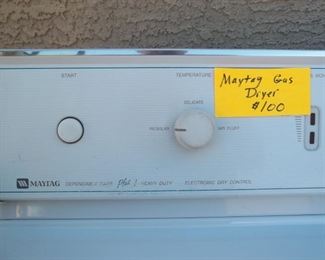 START
TEMPERATURE
Maytag Gas
Dryer
$100
DELICATE
REGULAR
AIR FLUFF
MAYTAG
DEPENDABLE CARE Plus! HEAVY DUTY
ELECTRONIC DRY CONTROL